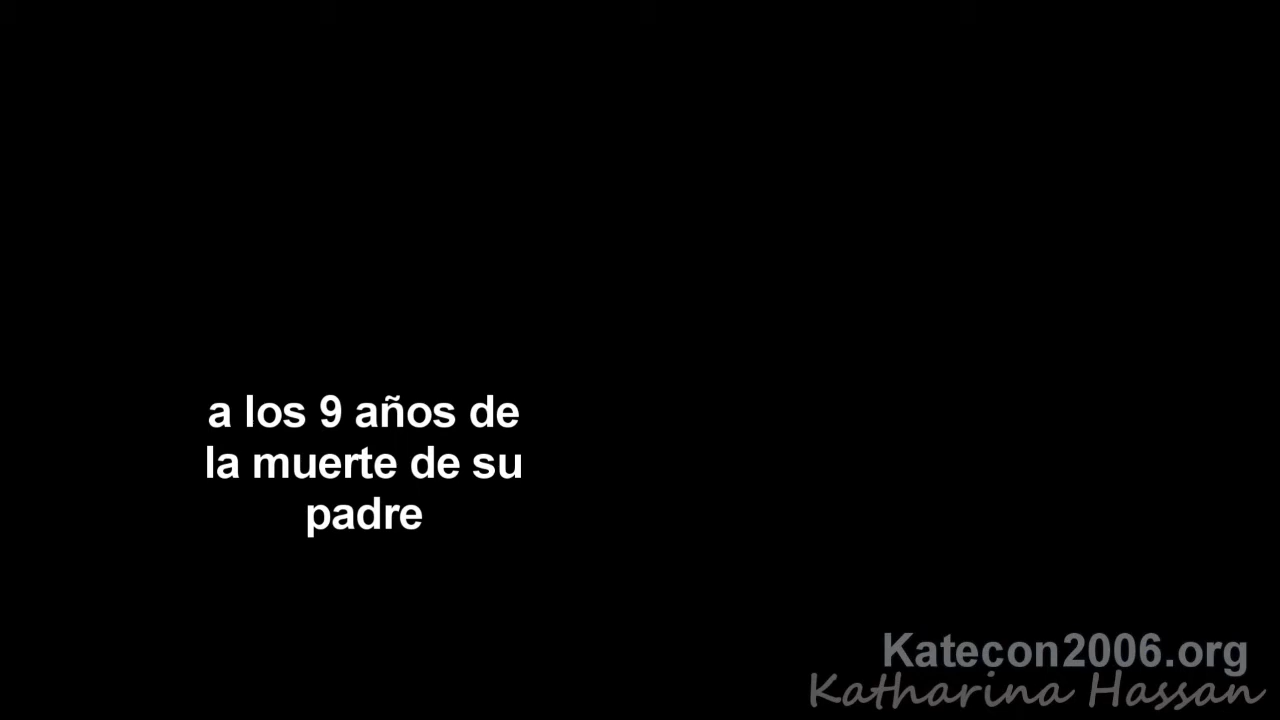 a los 9 años de
la muerte de su
padre
Katecon2006.org
Katharina Hassan